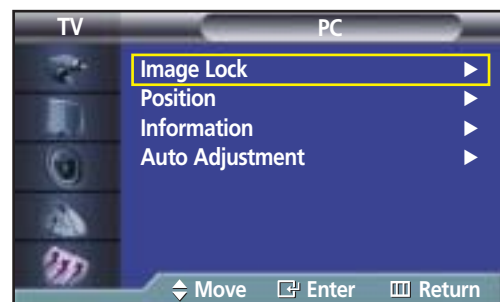 TV PC
Image Lock ▶
Position ▶
Information ▶
Auto Adjustment ▶
Move Enter Return